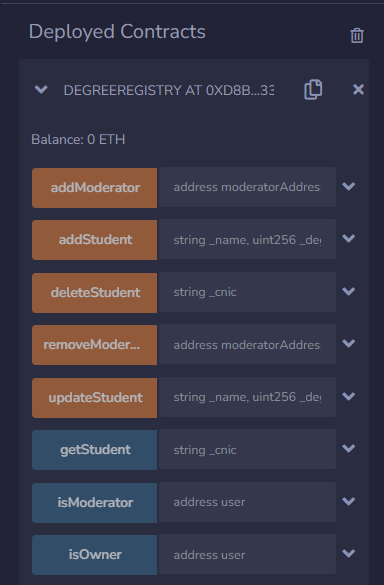 Deployed Contracts
DEGREEREGISTRY AT 0XD8B...33
Balance: 0 ETH
addModerator address moderatorAddres
addStudent string _name, uint256 _de
deleteStudent string _cnic
removeModer... address moderatorAddres
updateStudent string _name, uint256 _de
getStudent string _cnic
isModerator address user
isOwner address user